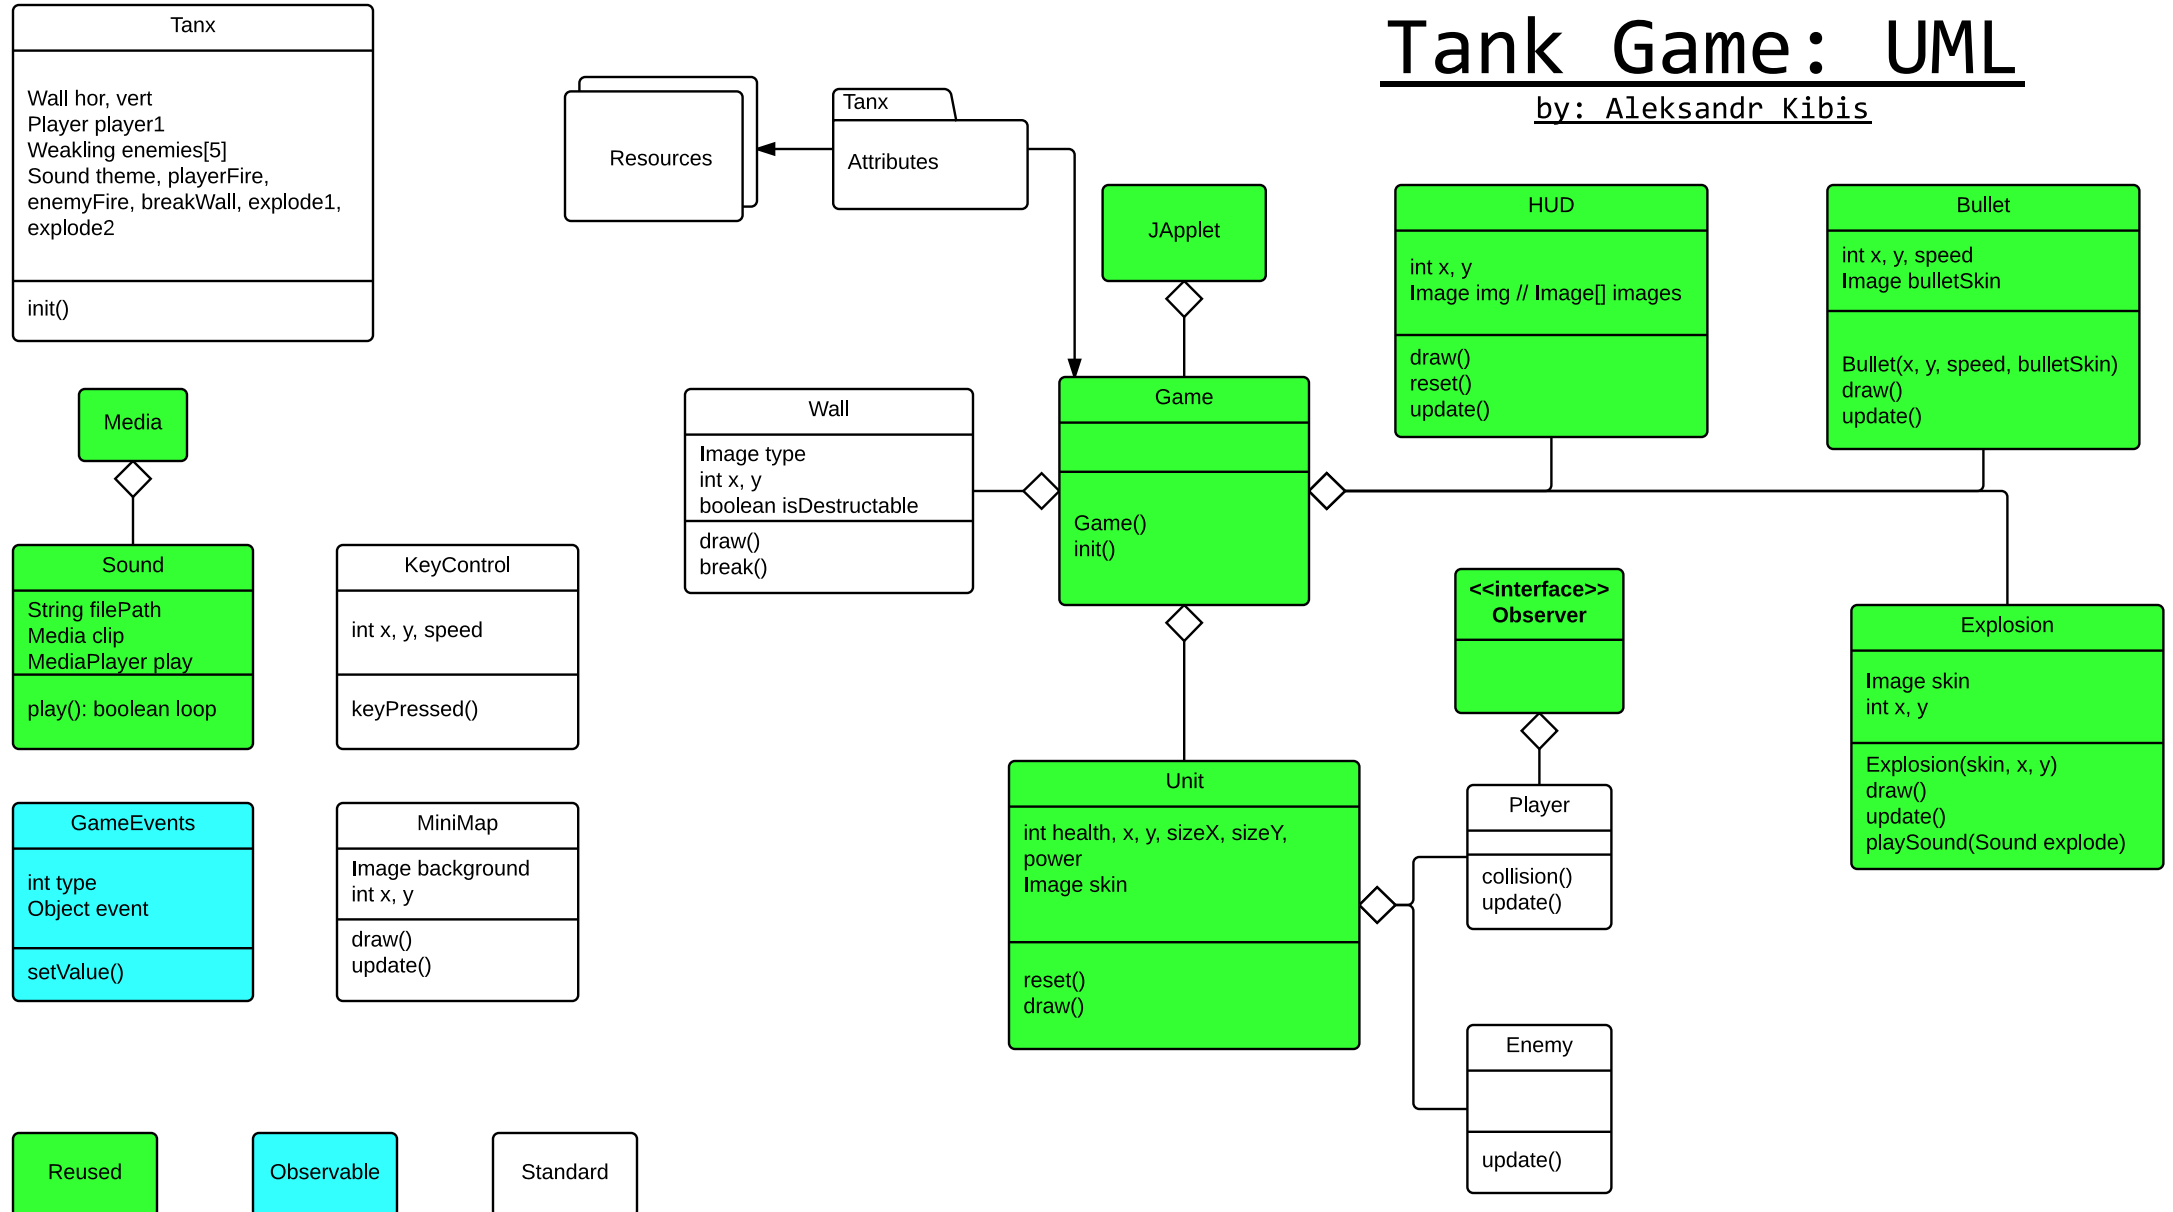 Tank Game: UML
by: Aleksandr Kibis
Tanx
Wall hor, vert
Player player1
Weakling enemies[5]
Sound theme, playerFire,
enemyFire, breakWall, explode1,
explode2
init()
Resources
Tanx
Attributes
JApplet
HUD
int x, y
Image img // Image[] images
draw()
reset()
update()
Bullet
int x, y, speed
Image bulletSkin
Bullet(x, y, speed, bulletSkin)
draw()
update()
Media
Wall
Image type
int x, y
boolean isDestructable
draw()
break()
Game
Game()
init()
Sound
String filePath
Media clip
MediaPlayer play
play(): boolean loop
KeyControl
int x, y, speed
keyPressed()
<<interface>>
Observer
Explosion
Image skin
int x, y
Explosion(skin, x, y)
draw()
update()
playSound(Sound explode)
GameEvents
int type
Object event
setValue()
MiniMap
Image background
int x, y
draw()
update()
Unit
int health, x, y, sizeX, sizeY,
power
Image skin
reset()
draw()
Player
collision()
update()
Enemy
update()
Reused
Observable
Standard